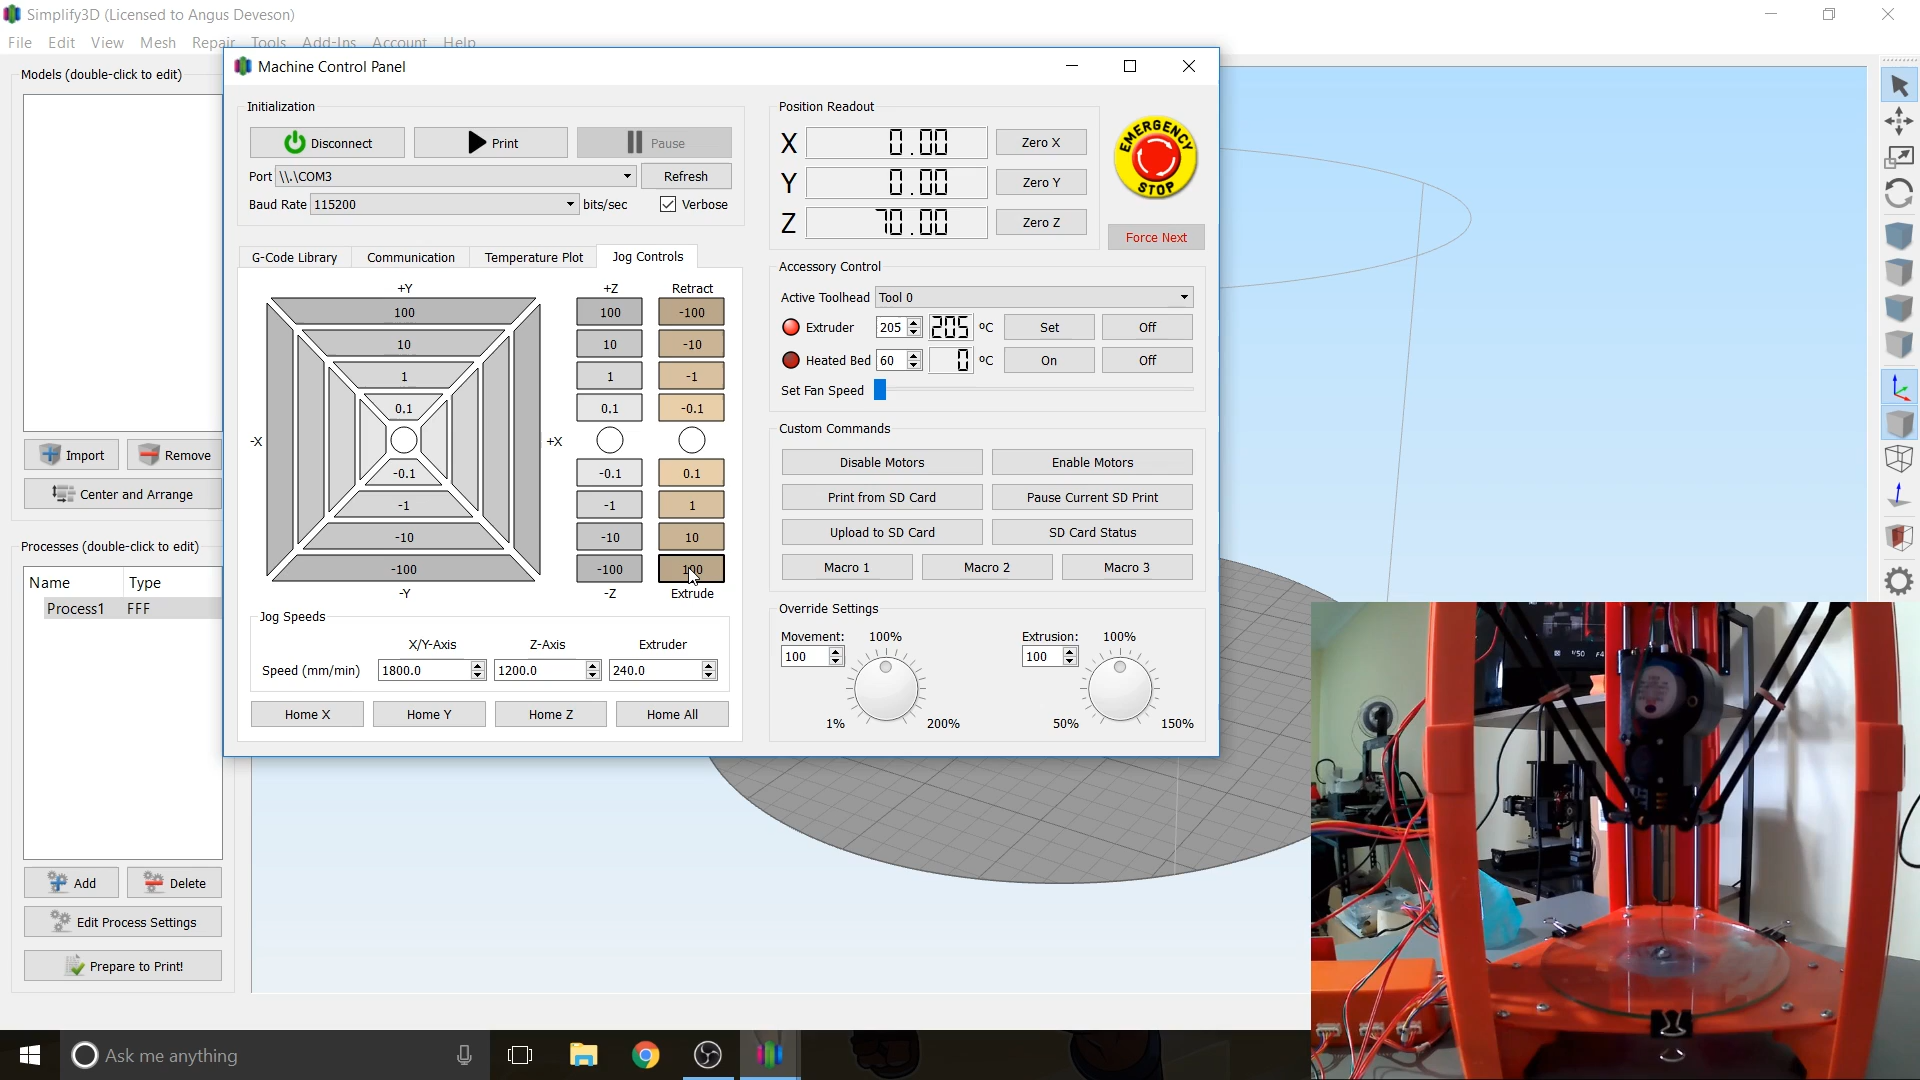 Simplify3D (Licensed to Angus Deveson)
File Edit View Mesh Repair Tools Add-Ins Account Help
Models (double-click to edit)
Import
Remove
Center and Arrange
Processes (double-click to edit)
Name Type
Process1 FFF
Add
Delete
Edit Process Settings
Prepare to Print!
Machine Control Panel
Initialization
Disconnect
Print
Pause
Port \\.\COM3
Refresh
Baud Rate 115200 bits/sec
Verbose
G-Code Library
Communication
Temperature Plot
Jog Controls
+Y
100
10
1
0.1
-X
+X
-0.1
-1
-10
-100
-Y
+Z
100
10
1
0.1
-0.1
-1
-10
-100
-Z
Retract
-100
-10
-1
-0.1
0.1
1
10
100
Extrude
Jog Speeds
X/Y-Axis Z-Axis Extruder
Speed (mm/min) 1800.0 1200.0 240.0
Home X
Home Y
Home Z
Home All
Position Readout
X 0.00 Zero X
Y 0.00 Zero Y
Z 70.00 Zero Z
EMERGENCY
STOP
Force Next
Accessory Control
Active Toolhead Tool 0
Extruder 205 205 ºC Set Off
Heated Bed 60 0 ºC On Off
Set Fan Speed
Custom Commands
Disable Motors
Enable Motors
Print from SD Card
Pause Current SD Print
Upload to SD Card
SD Card Status
Macro 1
Macro 2
Macro 3
Override Settings
Movement: 100%
100
1% 200%
Extrusion: 100%
100
50% 150%
Ask me anything